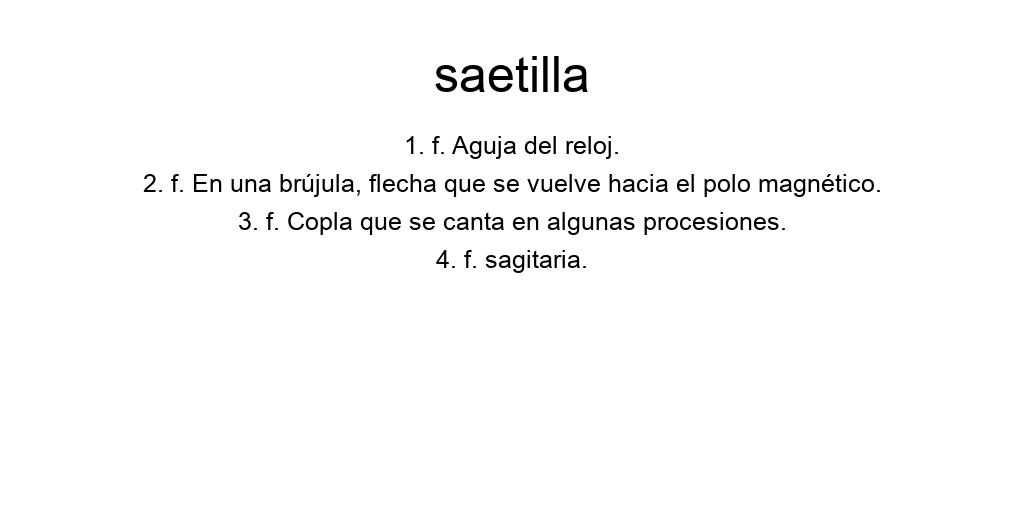 saetilla
1. f. Aguja del reloj.
2. f. En una brújula, flecha que se vuelve hacia el polo magnético.
3. f. Copla que se canta en algunas procesiones.
4. f. sagitaria.